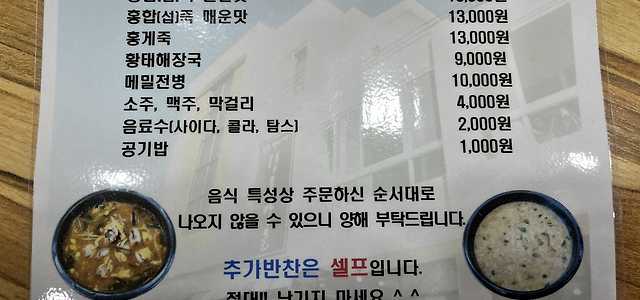 홍합(섭)죽 매운맛 13,000원
홍게죽 13,000원
황태해장국 9,000원
메밀전병 10,000원
소주, 맥주, 막걸리 4,000원
음료수(사이다, 콜라, 탐스) 2,000원
공기밥 1,000원
음식 특성상 주문하신 순서대로
나오지 않을 수 있으니 양해 부탁드립니다.
추가반찬은 셀프입니다.
절대!! 남기지 마세요 ^ ^